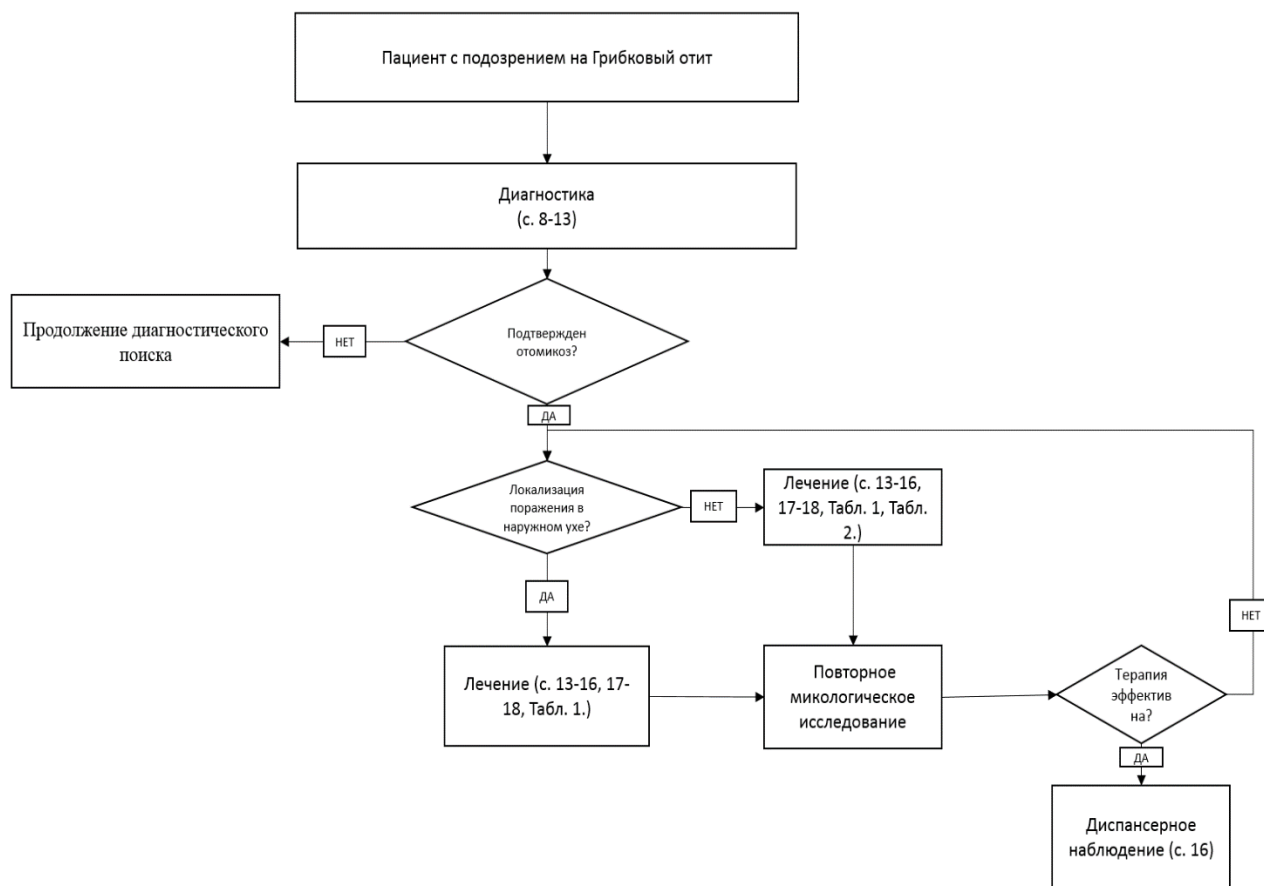 Пациент с подозрением на Грибковый отит
Диагностика
(с. 8-13)
Подтвержден
отомикоз?
НЕТ
Продолжение диагностического
поиска
ДА
Локализация
поражения в
наружном ухе?
НЕТ
Лечение (с. 13-16,
17-18, Табл. 1, Табл.
2.)
ДА
Лечение (с. 13-16, 17-
18, Табл. 1.)
Повторное
микологическое
исследование
Терапия
эффектив
на?
НЕТ
ДА
Диспансерное
наблюдение (с. 16)